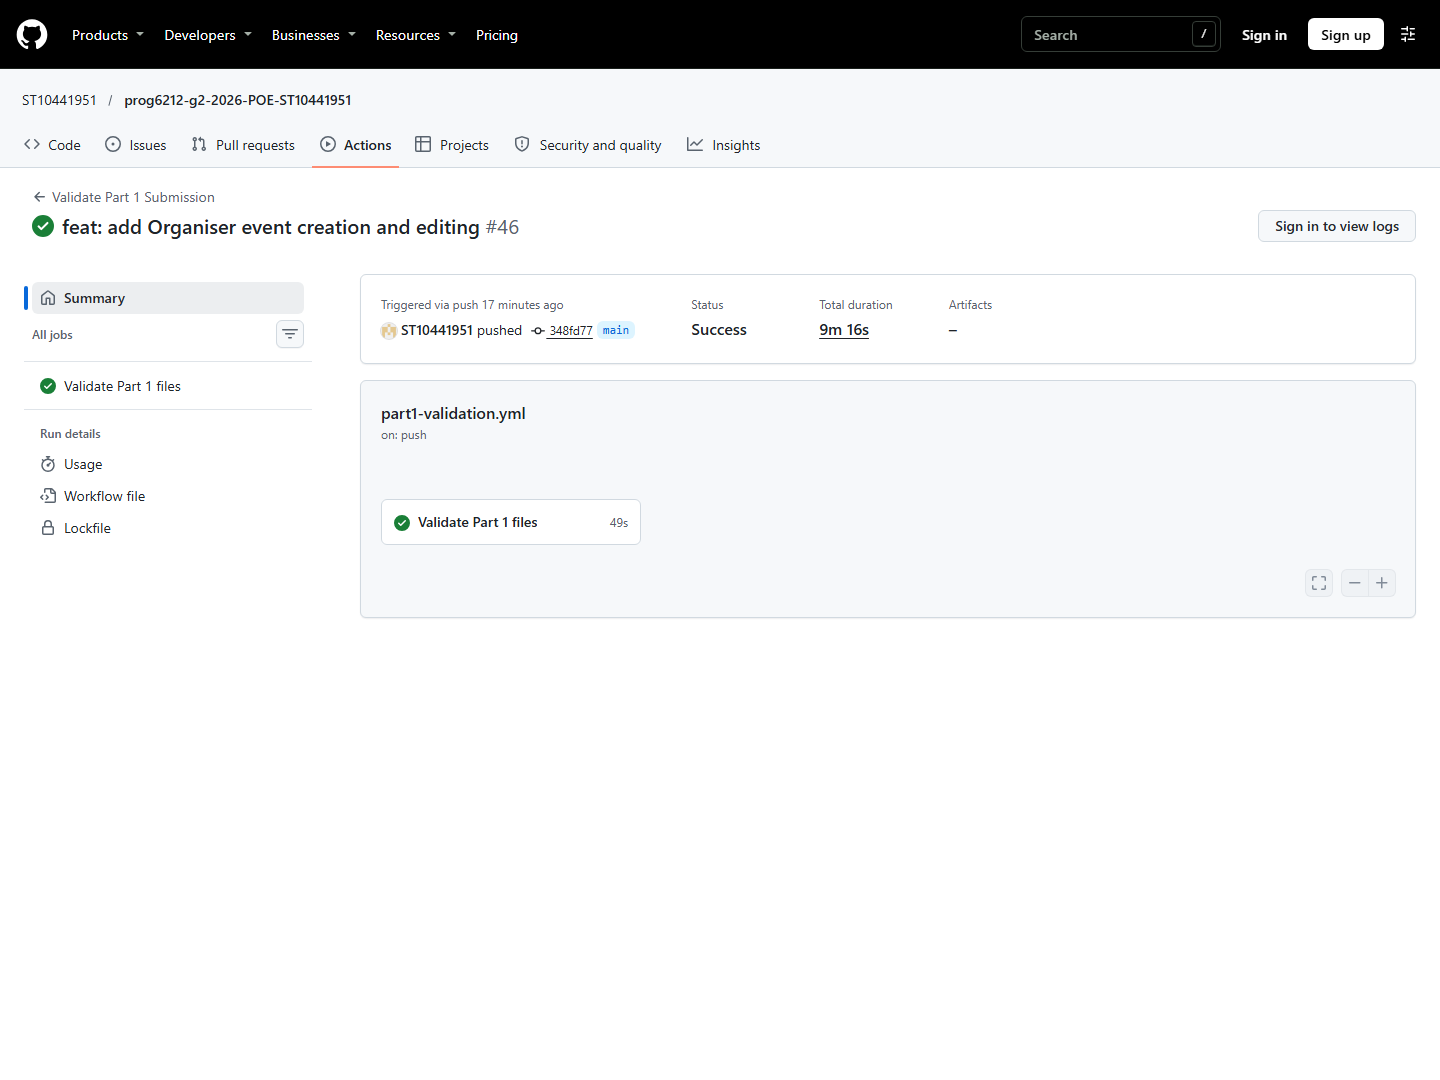 Products
Developers
Businesses
Resources
Pricing
Search
/
Sign in
Sign up
ST10441951 / prog6212-g2-2026-POE-ST10441951
Code
Issues
Pull requests
Actions
Projects
Security and quality
Insights
Validate Part 1 Submission
feat: add Organiser event creation and editing #46
Sign in to view logs
Summary
All jobs
Validate Part 1 files
Run details
Usage
Workflow file
Lockfile
Triggered via push 17 minutes ago
ST10441951 pushed 348fd77 main
Status
Success
Total duration
9m 16s
Artifacts
–
part1-validation.yml
on: push
Validate Part 1 files
49s